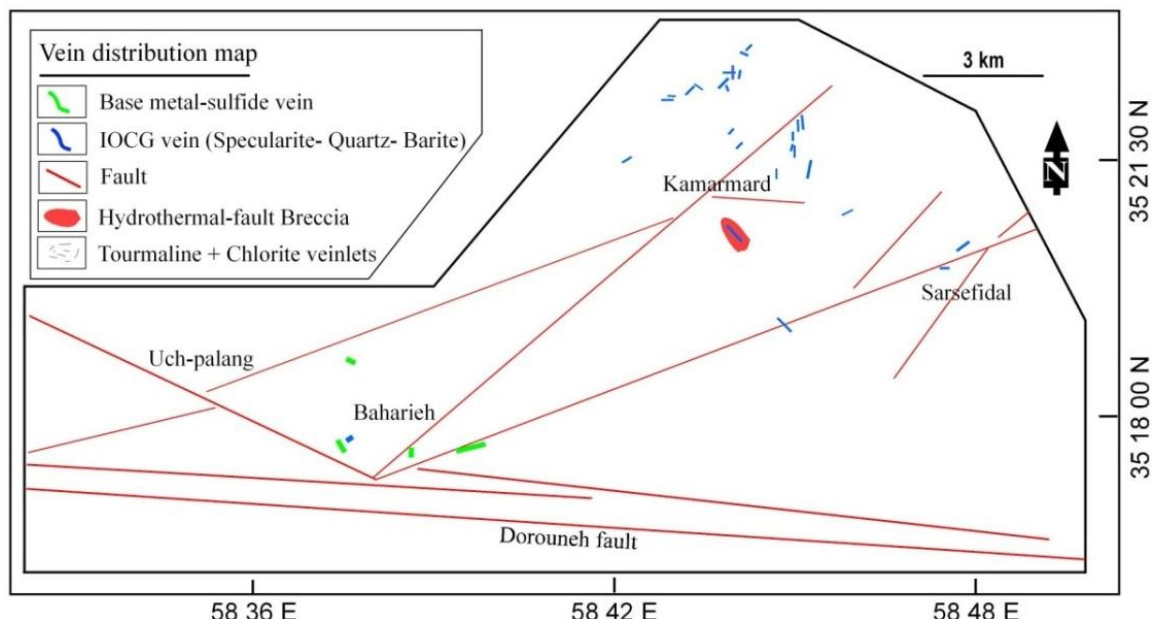 Vein distribution map
Base metal-sulfide vein
IOCG vein (Specularite- Quartz- Barite)
Fault
Hydrothermal-fault Breccia
Tourmaline + Chlorite veinlets
3 km
N
35 21 30 N
Kamarmard
Sarsefidal
Uch-palang
Baharieh
35 18 00 N
Dorouneh fault
58 36 E
58 42 E
58 48 E